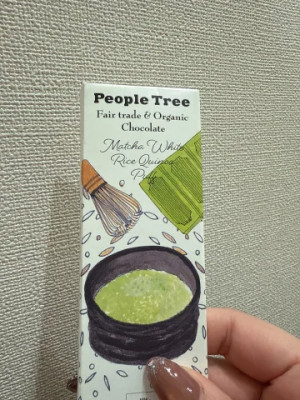 People Tree
Fair trade & Organic
Chocolate
Matcha White
Rice Quinoa
Puff